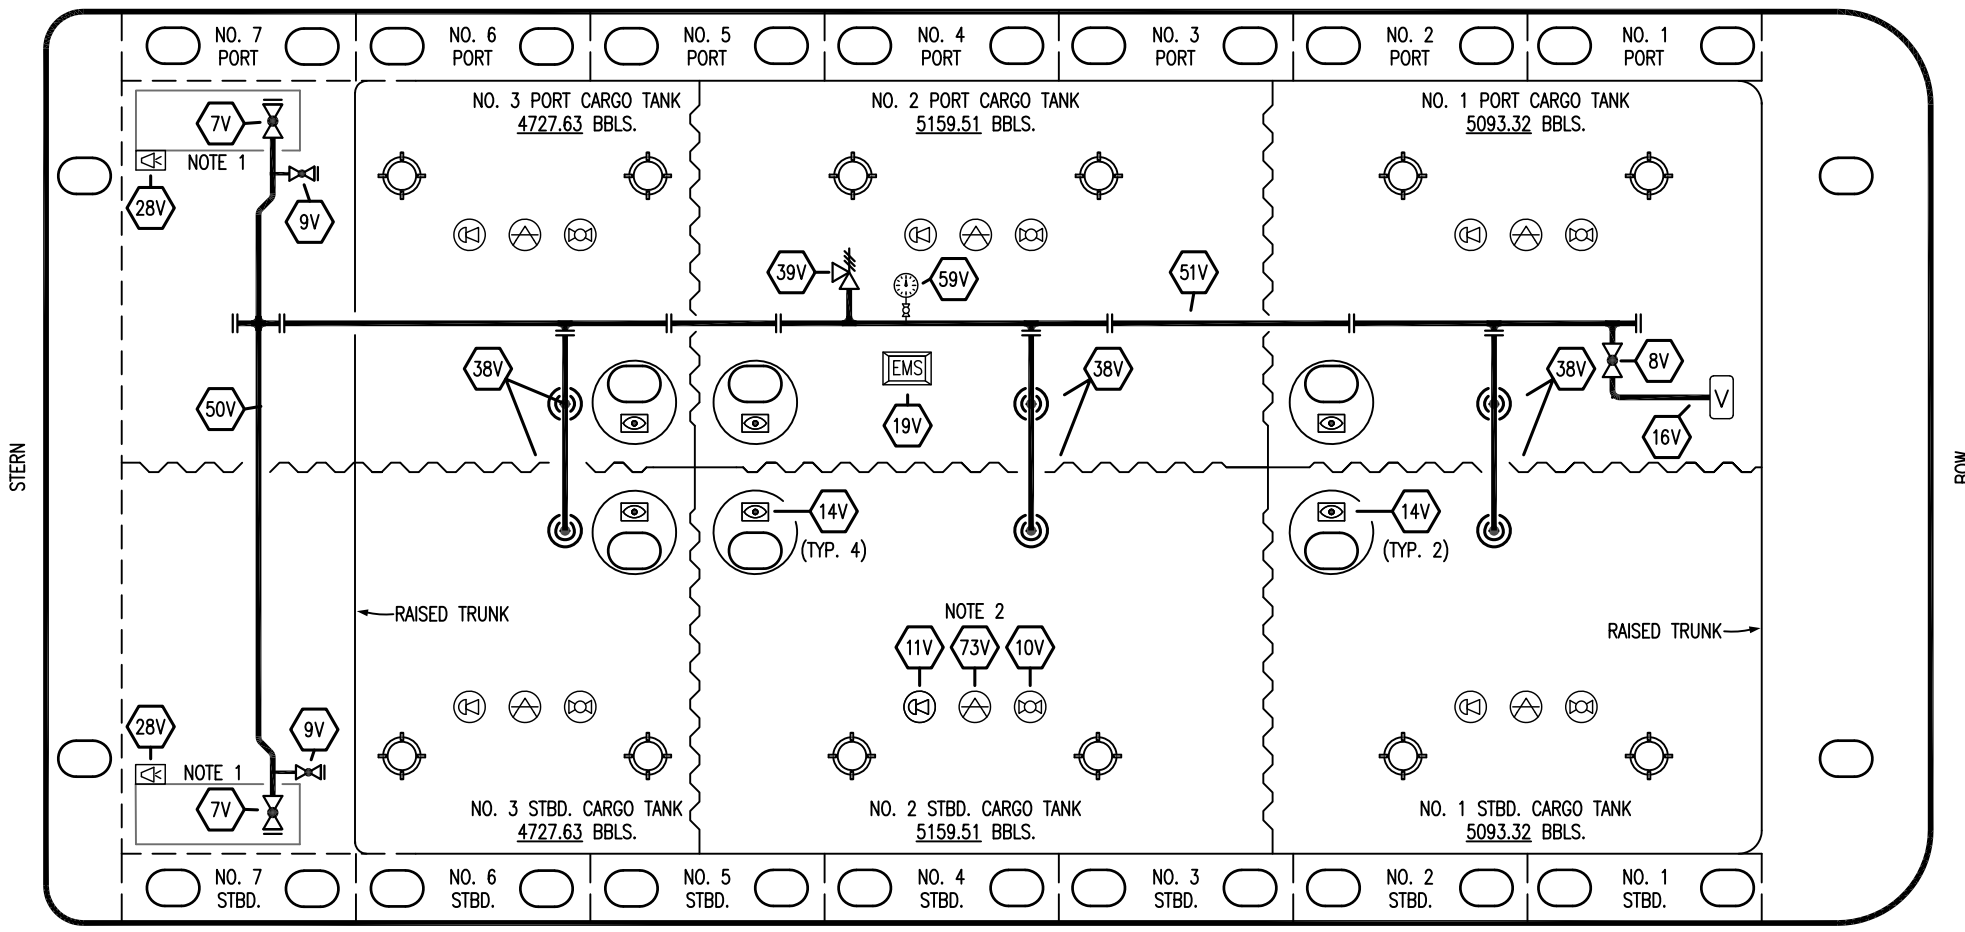 NO. 7 PORT
NO. 6 PORT
NO. 5 PORT
NO. 4 PORT
NO. 3 PORT
NO. 2 PORT
NO. 1 PORT
NO. 3 PORT CARGO TANK
4727.63 BBLS.
NO. 2 PORT CARGO TANK
5159.51 BBLS.
NO. 1 PORT CARGO TANK
5093.32 BBLS.
7V
NOTE 1
28V
9V
39V
59V
51V
38V
EMS
19V
38V
38V
8V
V
16V
50V
STERN
BOW
14V
(TYP. 4)
14V
(TYP. 2)
RAISED TRUNK
NOTE 2
11V
73V
10V
RAISED TRUNK
28V
9V
NOTE 1
7V
NO. 3 STBD. CARGO TANK
4727.63 BBLS.
NO. 2 STBD. CARGO TANK
5159.51 BBLS.
NO. 1 STBD. CARGO TANK
5093.32 BBLS.
NO. 7 STBD.
NO. 6 STBD.
NO. 5 STBD.
NO. 4 STBD.
NO. 3 STBD.
NO. 2 STBD.
NO. 1 STBD.